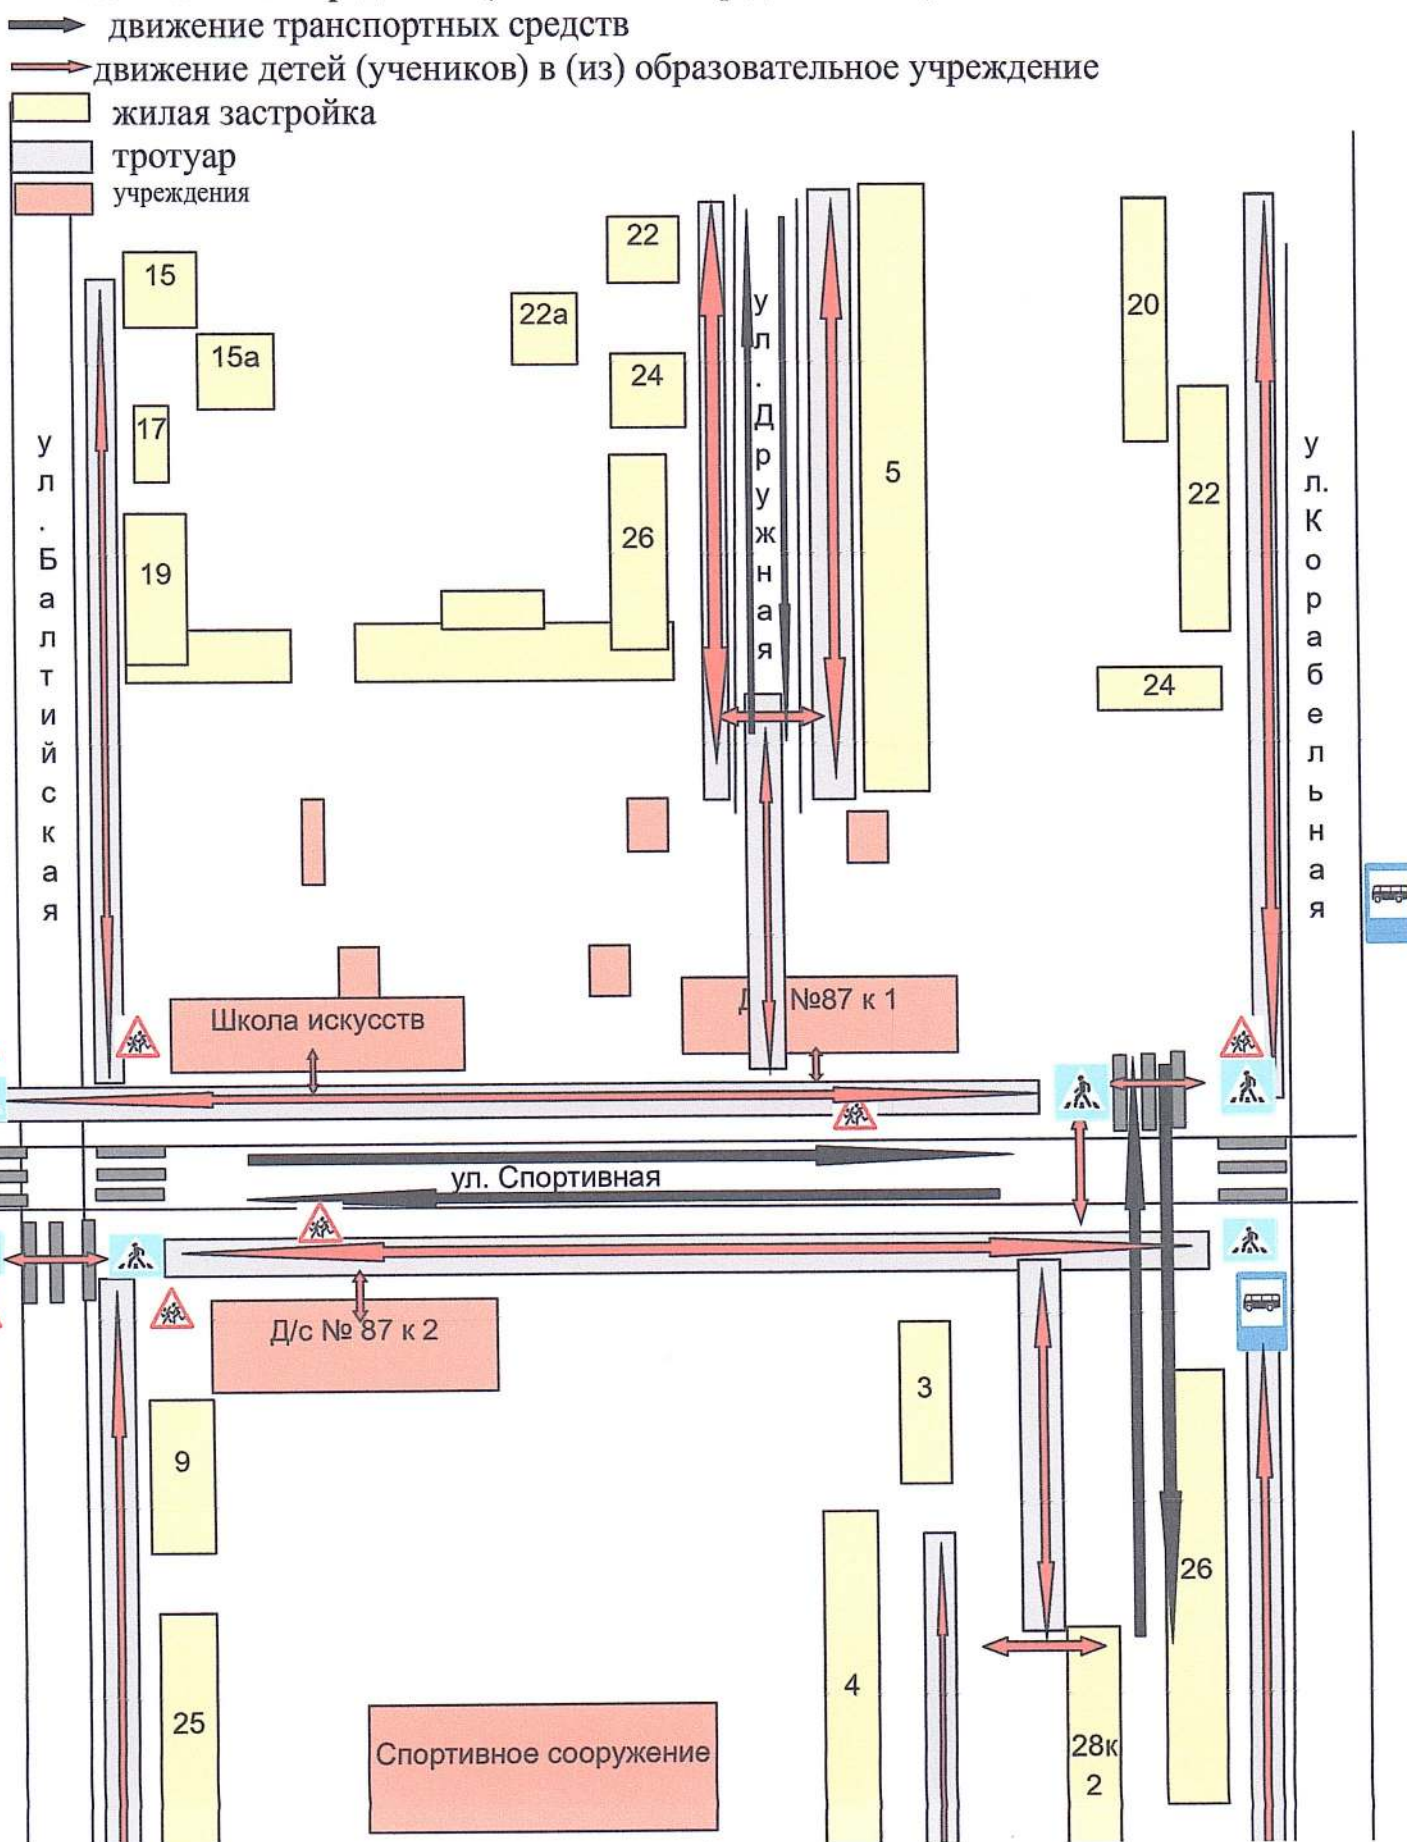 движение транспортных средств
движение детей (учеников) в (из) образовательное учреждение
жилая застройка
тротуар
учреждения
15
15а
17
19
22
22а
24
26
5
20
22
24
ул.Балтийская
ул.Дружная
ул.Корабельная
Школа искусств
№87 к 1
ул. Спортивная
Д/с № 87 к 2
9
25
3
4
26
28к
2
Спортивное сооружение